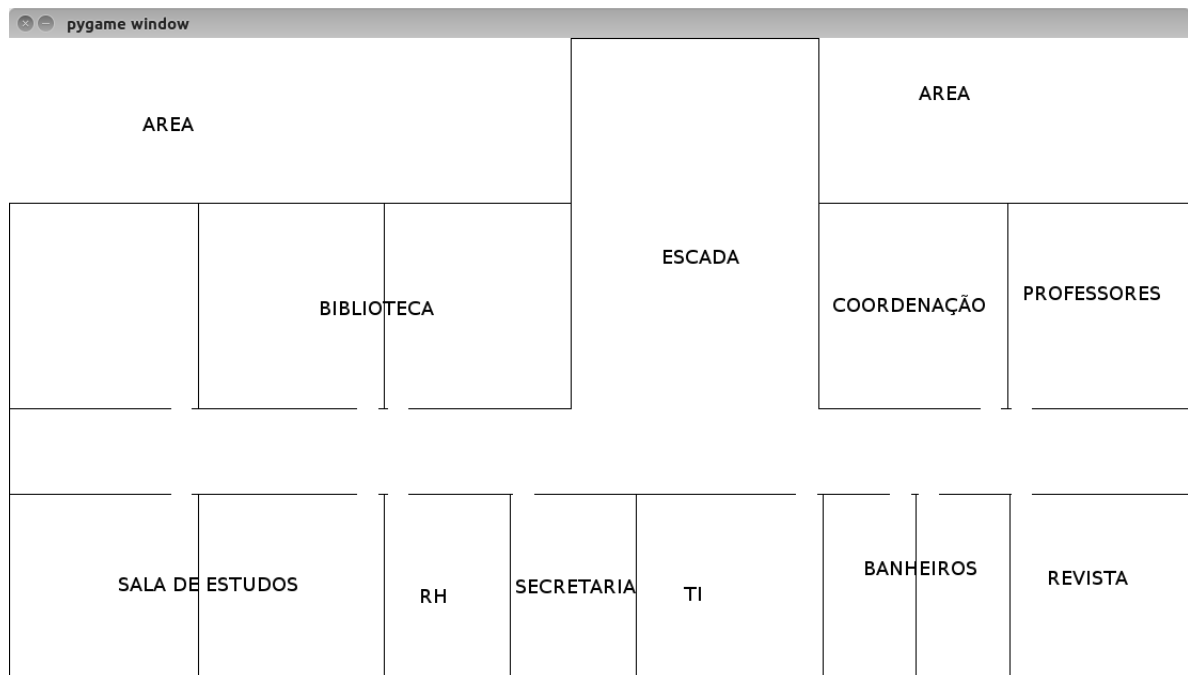 pygame window
AREA
AREA
ESCADA
BIBLIOTECA
COORDENAÇÃO
PROFESSORES
SALA DE ESTUDOS
RH
SECRETARIA
TI
BANHEIROS
REVISTA